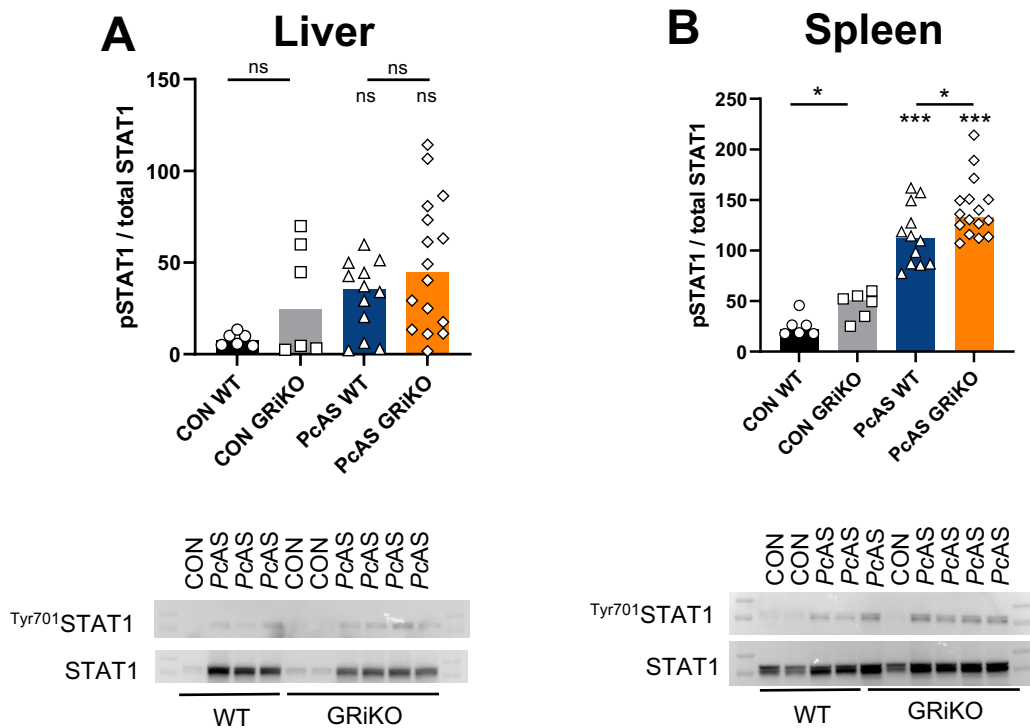 A
Liver
ns
ns
ns
ns
150
100
50
0
pSTAT1 / total STAT1
CON WT
CON GRiKO
PcAS WT
PcAS GRiKO
CON
PcAS
PcAS
PcAS
CON
CON
PcAS
PcAS
PcAS
PcAS
Tyr701STAT1
STAT1
WT
GRiKO
B
Spleen
*
*
***
***
250
200
150
100
50
0
pSTAT1 / total STAT1
CON WT
CON GRiKO
PcAS WT
PcAS GRiKO
CON
CON
PcAS
PcAS
PcAS
CON
PcAS
PcAS
PcAS
PcAS
Tyr701STAT1
STAT1
WT
GRiKO